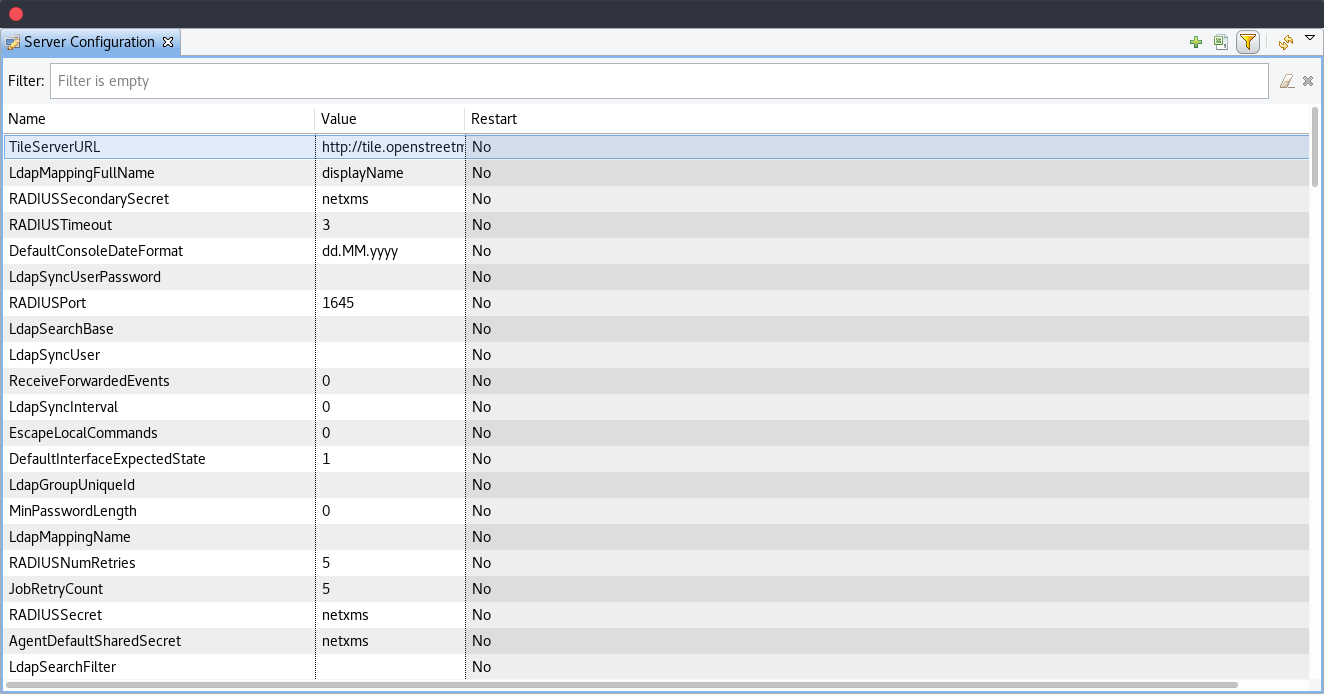 Server Configuration
Filter: Filter is empty
Name Value Restart
TileServerURL http://tile.openstreetm No
LdapMappingFullName displayName No
RADIUSSecondarySecret netxms No
RADIUSTimeout 3 No
DefaultConsoleDateFormat dd.MM.yyyy No
LdapSyncUserPassword No
RADIUSPort 1645 No
LdapSearchBase No
LdapSyncUser No
ReceiveForwardedEvents 0 No
LdapSyncInterval 0 No
EscapeLocalCommands 0 No
DefaultInterfaceExpectedState 1 No
LdapGroupUniqueId No
MinPasswordLength 0 No
LdapMappingName No
RADIUSNumRetries 5 No
JobRetryCount 5 No
RADIUSSecret netxms No
AgentDefaultSharedSecret netxms No
LdapSearchFilter No